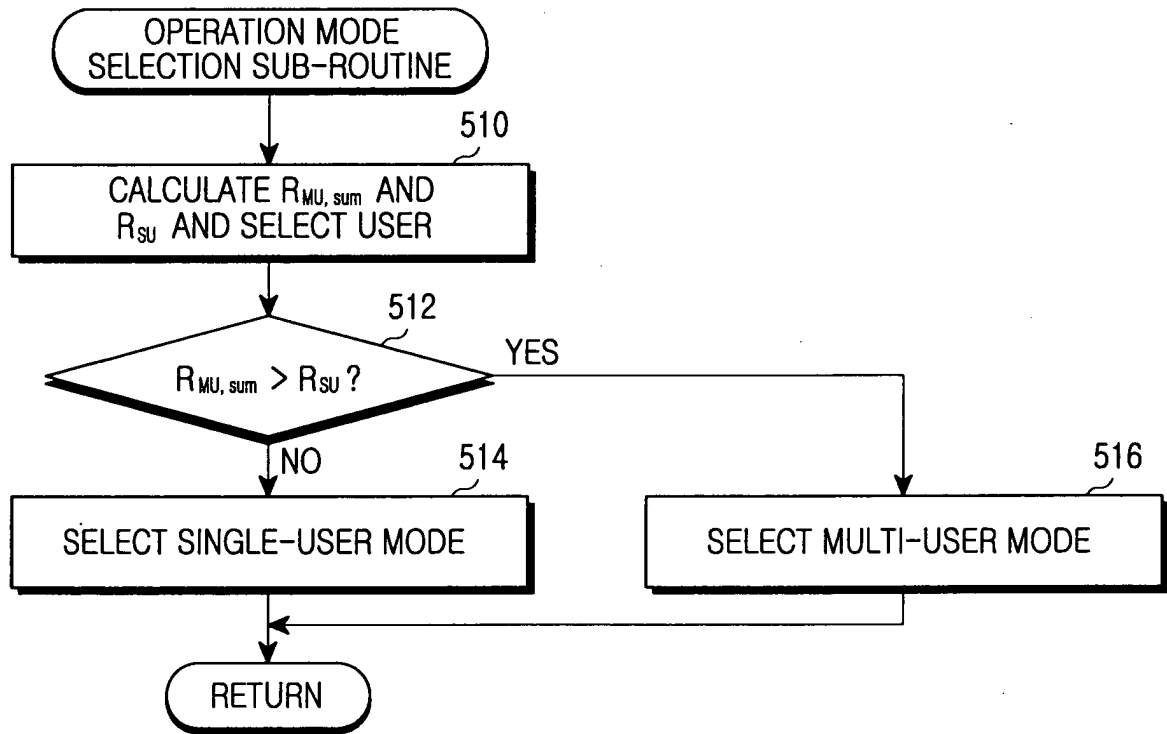 OPERATION MODE
SELECTION SUB-ROUTINE
510
CALCULATE R_MU, sum AND
R_SU AND SELECT USER
512
R_MU, sum > R_SU ?
YES
NO
514
SELECT SINGLE-USER MODE
516
SELECT MULTI-USER MODE
RETURN